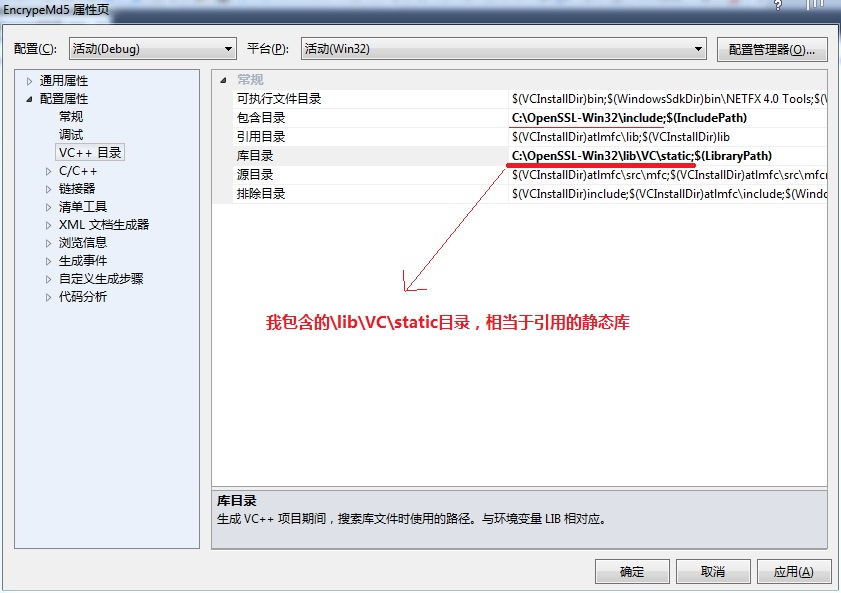 EncrypeMd5 属性页
?
配置(C): 活动(Debug) 平台(P): 活动(Win32) 配置管理器(O)...
通用属性
配置属性
常规
调试
VC++ 目录
C/C++
链接器
清单工具
XML 文档生成器
浏览信息
生成事件
自定义生成步骤
代码分析
常规
可执行文件目录 $(VCInstallDir)bin;$(WindowsSdkDir)bin\NETFX 4.0 Tools;$(V
包含目录 C:\OpenSSL-Win32\include;$(IncludePath)
引用目录 $(VCInstallDir)atlmfc\lib;$(VCInstallDir)lib
库目录 C:\OpenSSL-Win32\lib\VC\static;$(LibraryPath)
源目录 $(VCInstallDir)atlmfc\src\mfc;$(VCInstallDir)atlmfc\src\mfcm
排除目录 $(VCInstallDir)include;$(VCInstallDir)atlmfc\include;$(Windo
我包含的\lib\VC\static目录，相当于引用的静态库
库目录
生成 VC++ 项目期间，搜索库文件时使用的路径。与环境变量 LIB 相对应。
确定 取消 应用(A)